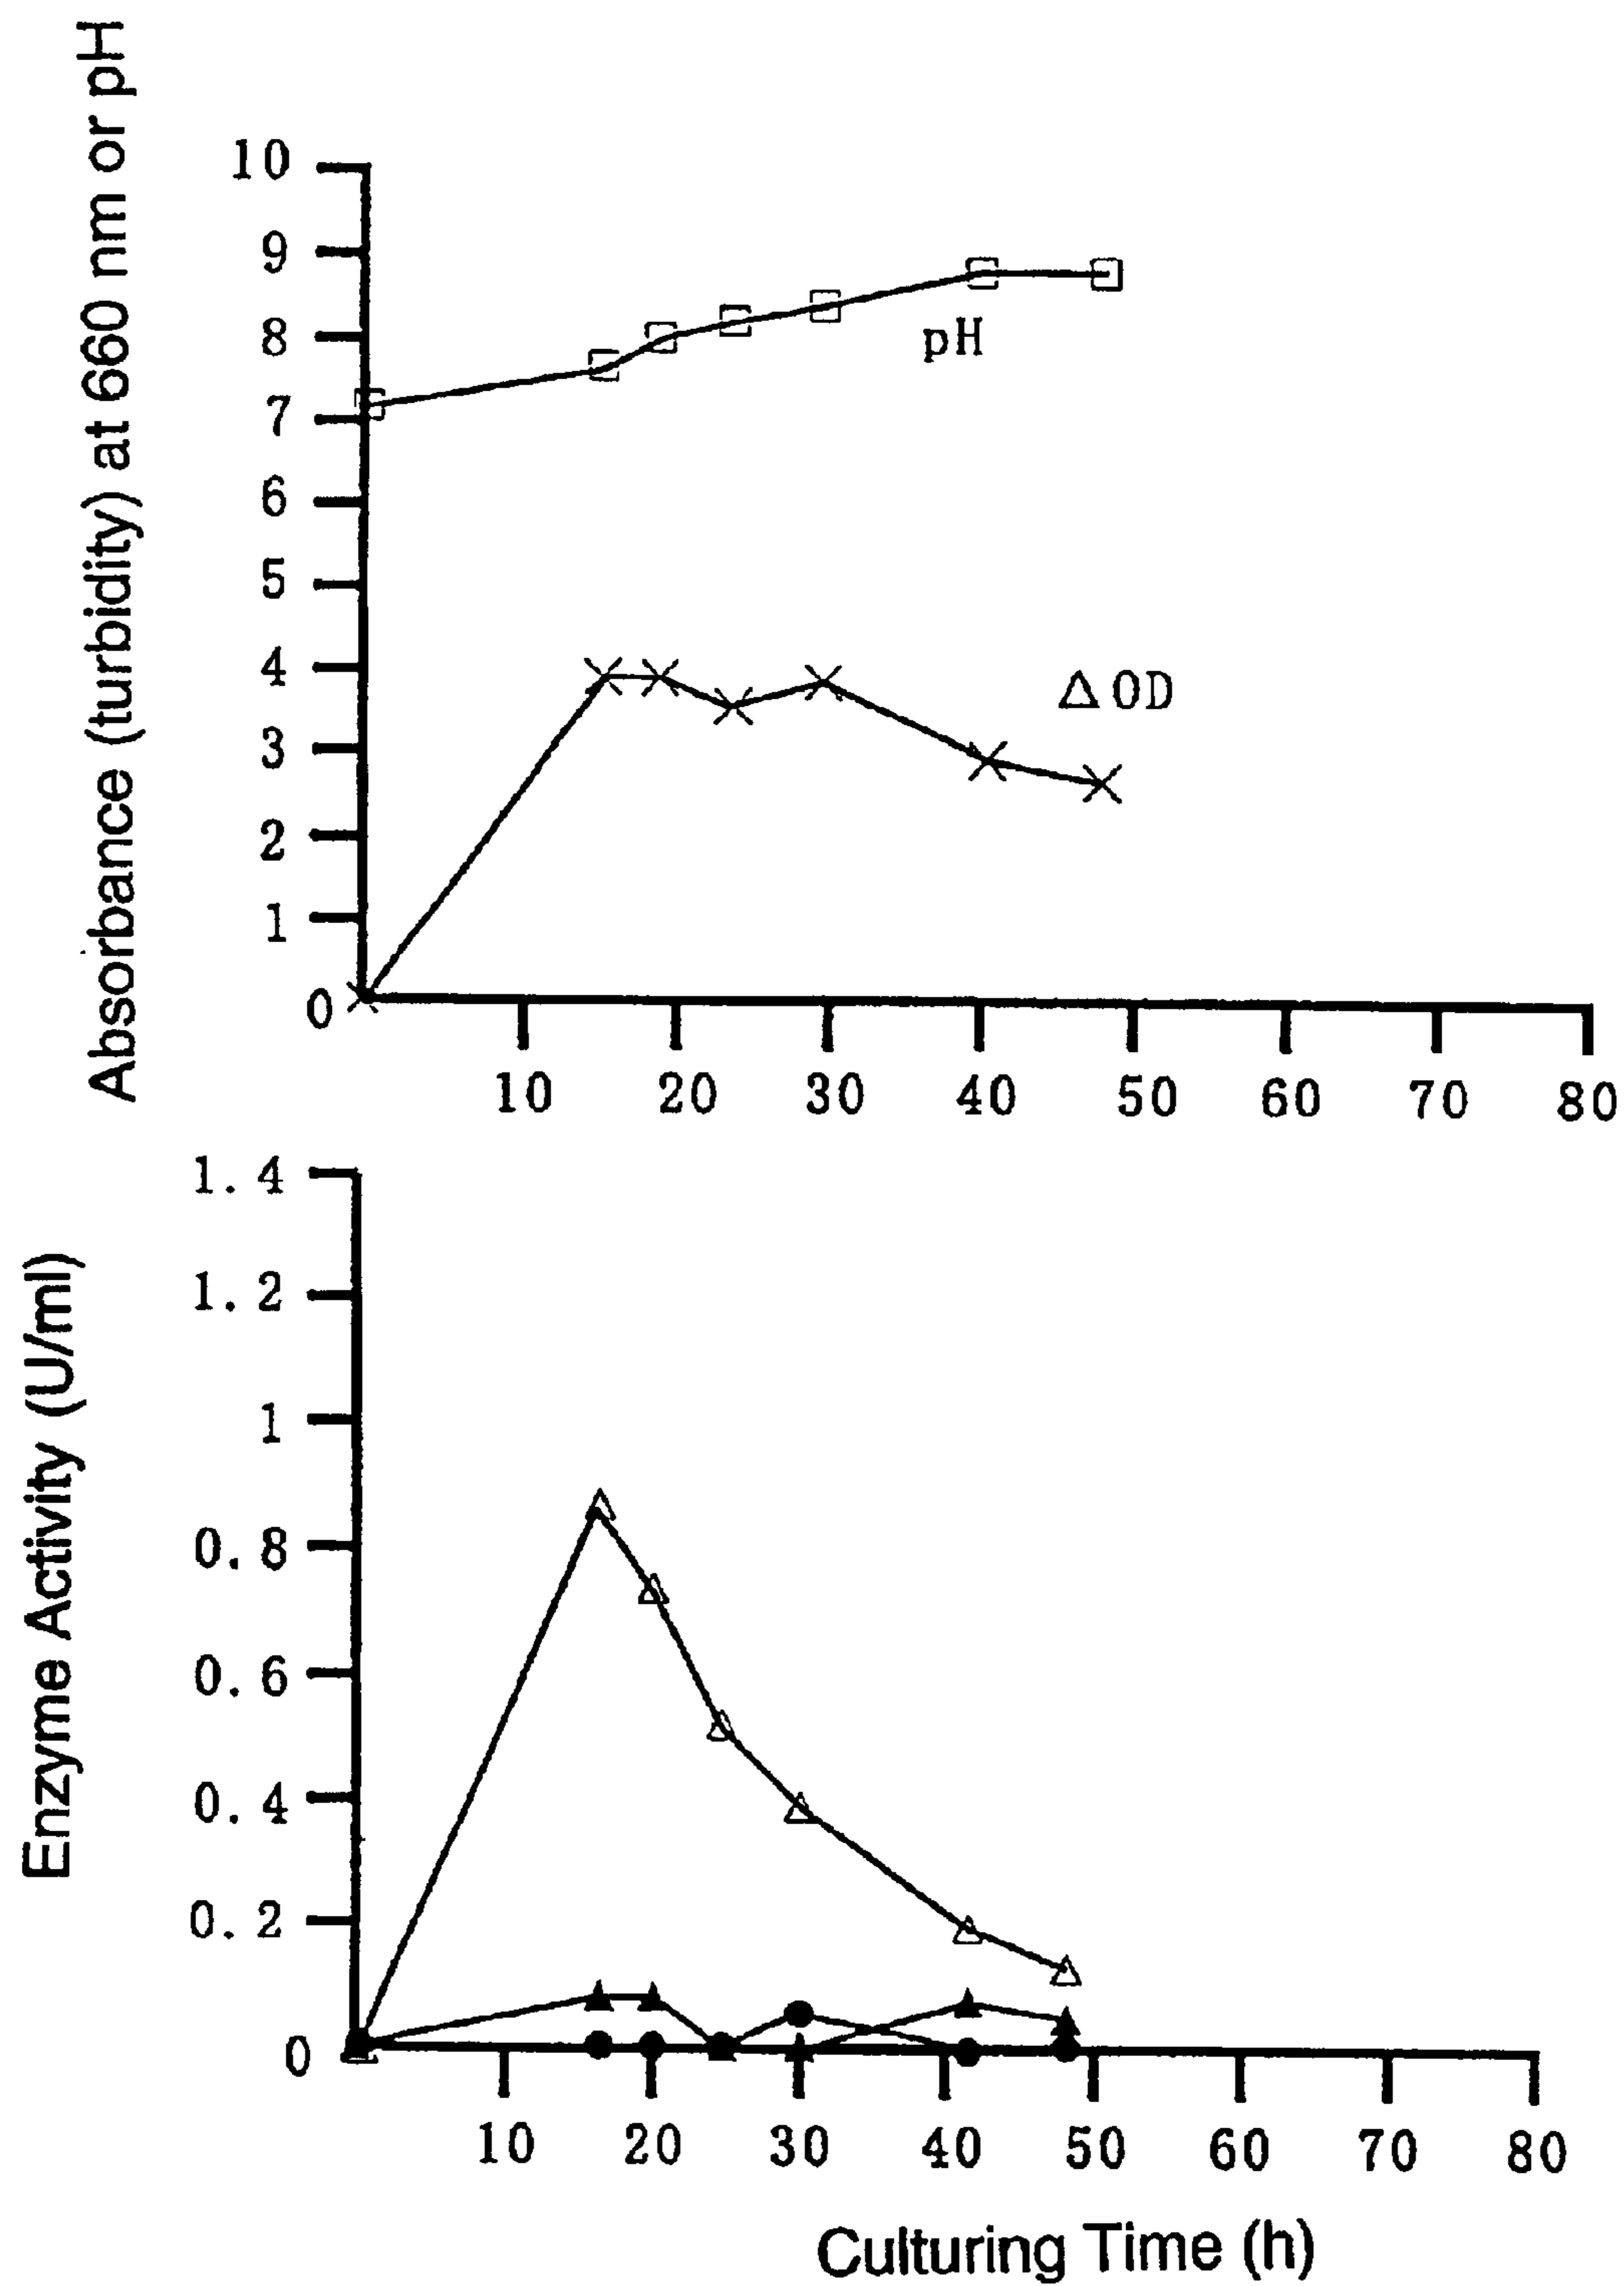 Absorbance (turbidity) at 660 nm or pH
10
9
8
7
6
5
4
3
2
1
0
pH
△OD
10 20 30 40 50 60 70 80
Enzyme Activity (U/ml)
1.4
1.2
1
0.8
0.6
0.4
0.2
0
10 20 30 40 50 60 70 80
Culturing Time (h)